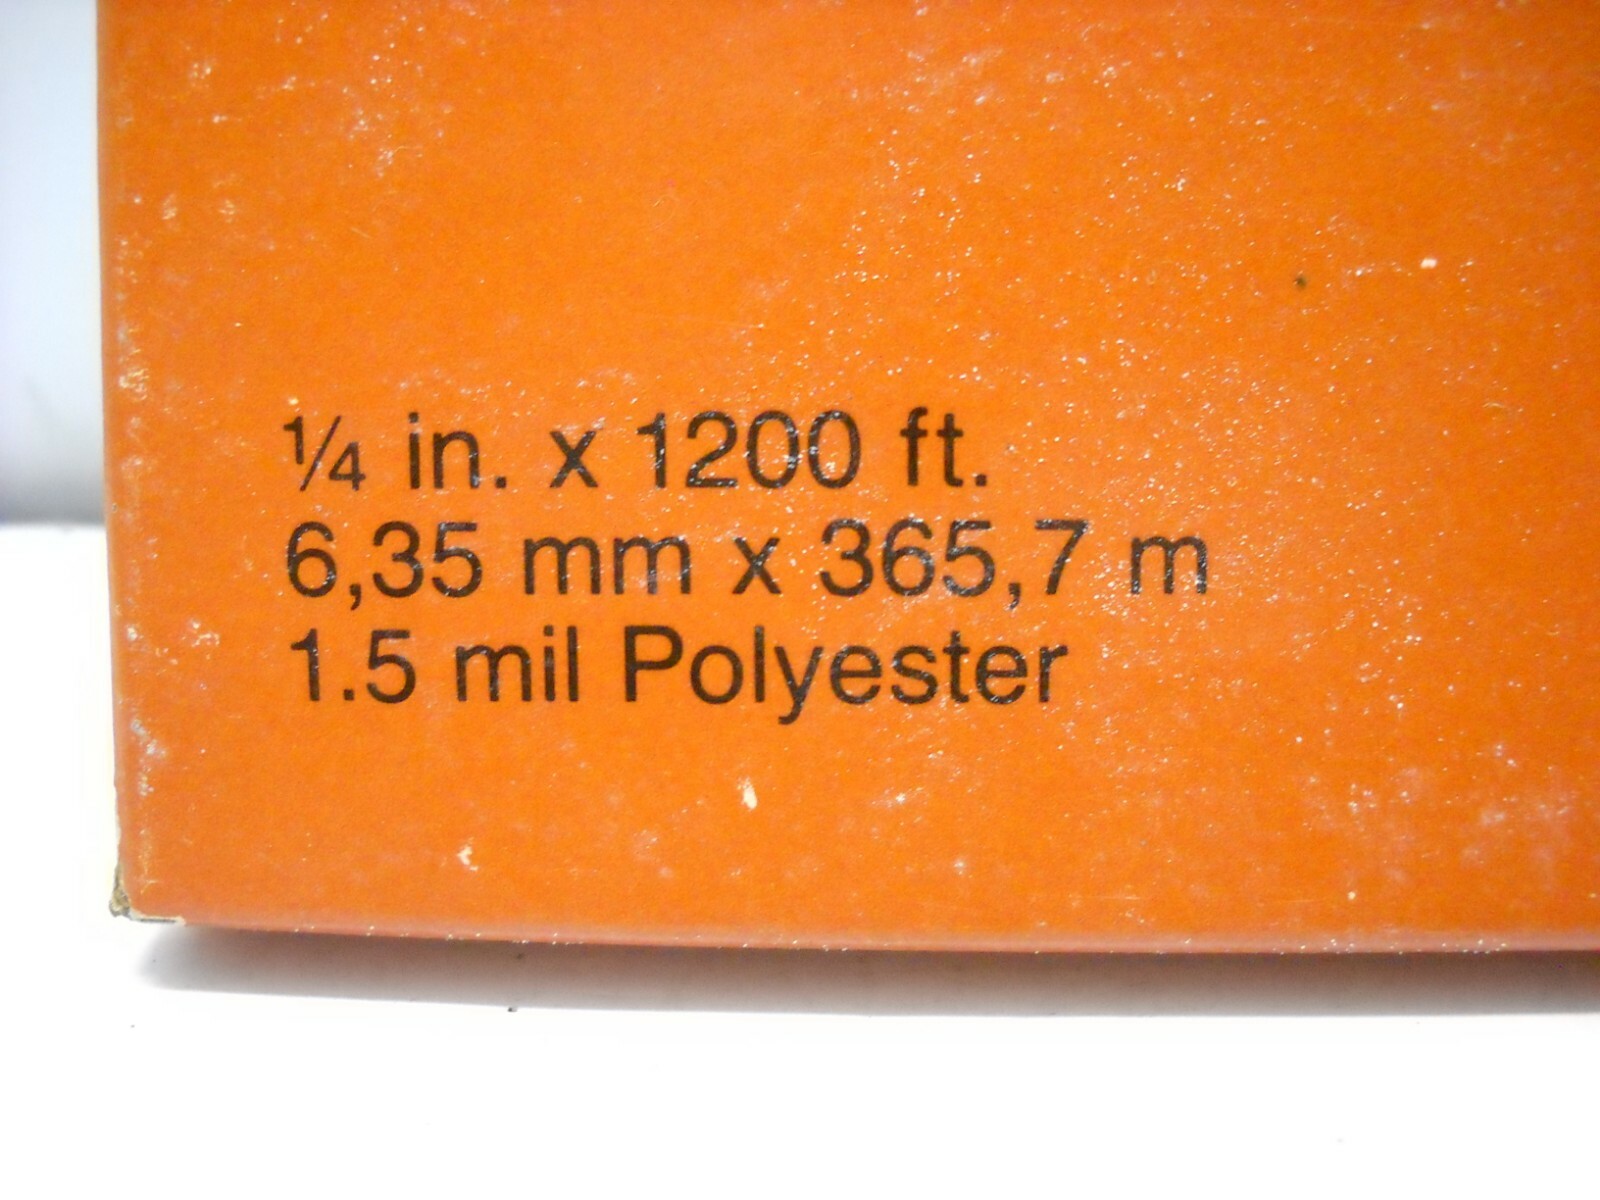 ¼ in. x 1200 ft.
6,35 mm x 365,7 m
1.5 mil Polyester